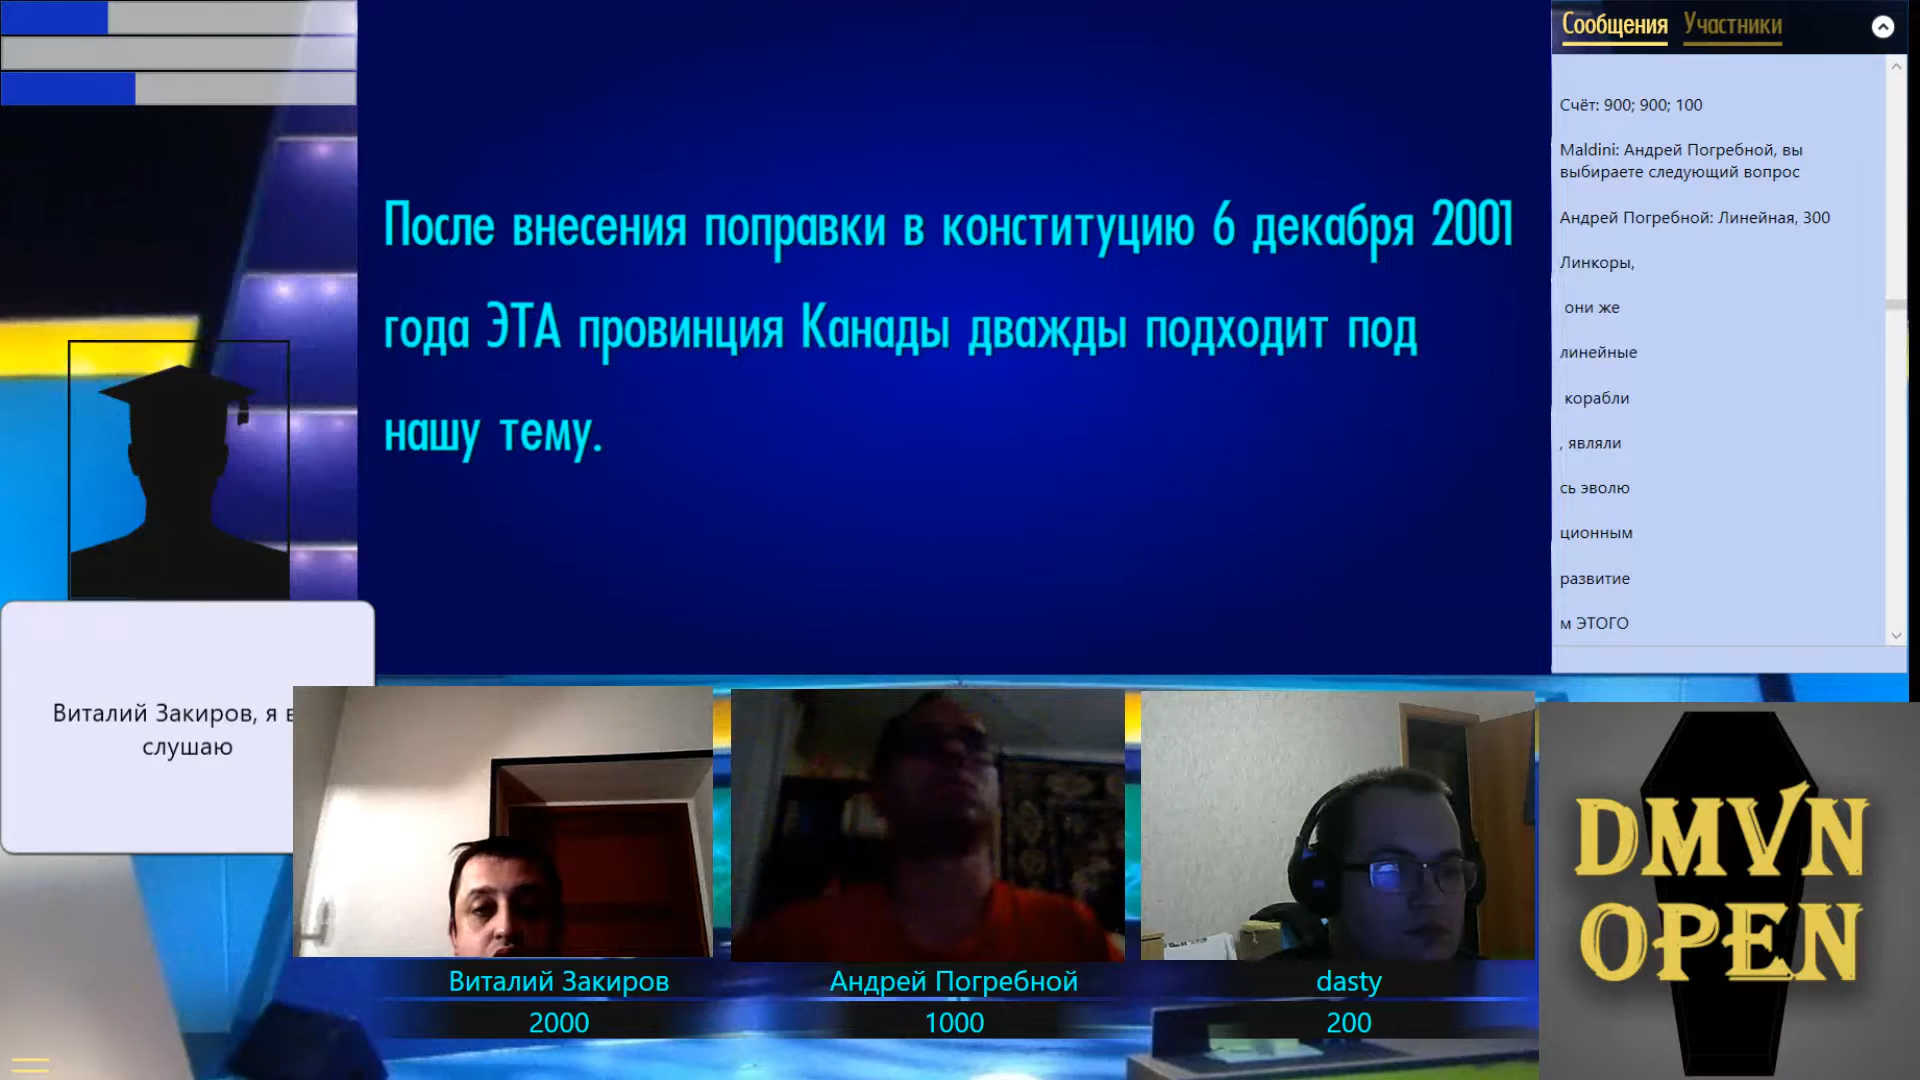 Сообщения Участники
Счёт: 900; 900; 100
Maldini: Андрей Погребной, вы
выбираете следующий вопрос
Андрей Погребной: Линейная, 300
Линкоры,
они же
линейные
корабли
, являли
сь эволю
ционным
развитие
м ЭТОГО
После внесения поправки в конституцию 6 декабря 2001
года ЭТА провинция Канады дважды подходит под
нашу тему.
Виталий Закиров, я в
слушаю
Виталий Закиров
2000
Андрей Погребной
1000
dasty
200
DMVN
OPEN